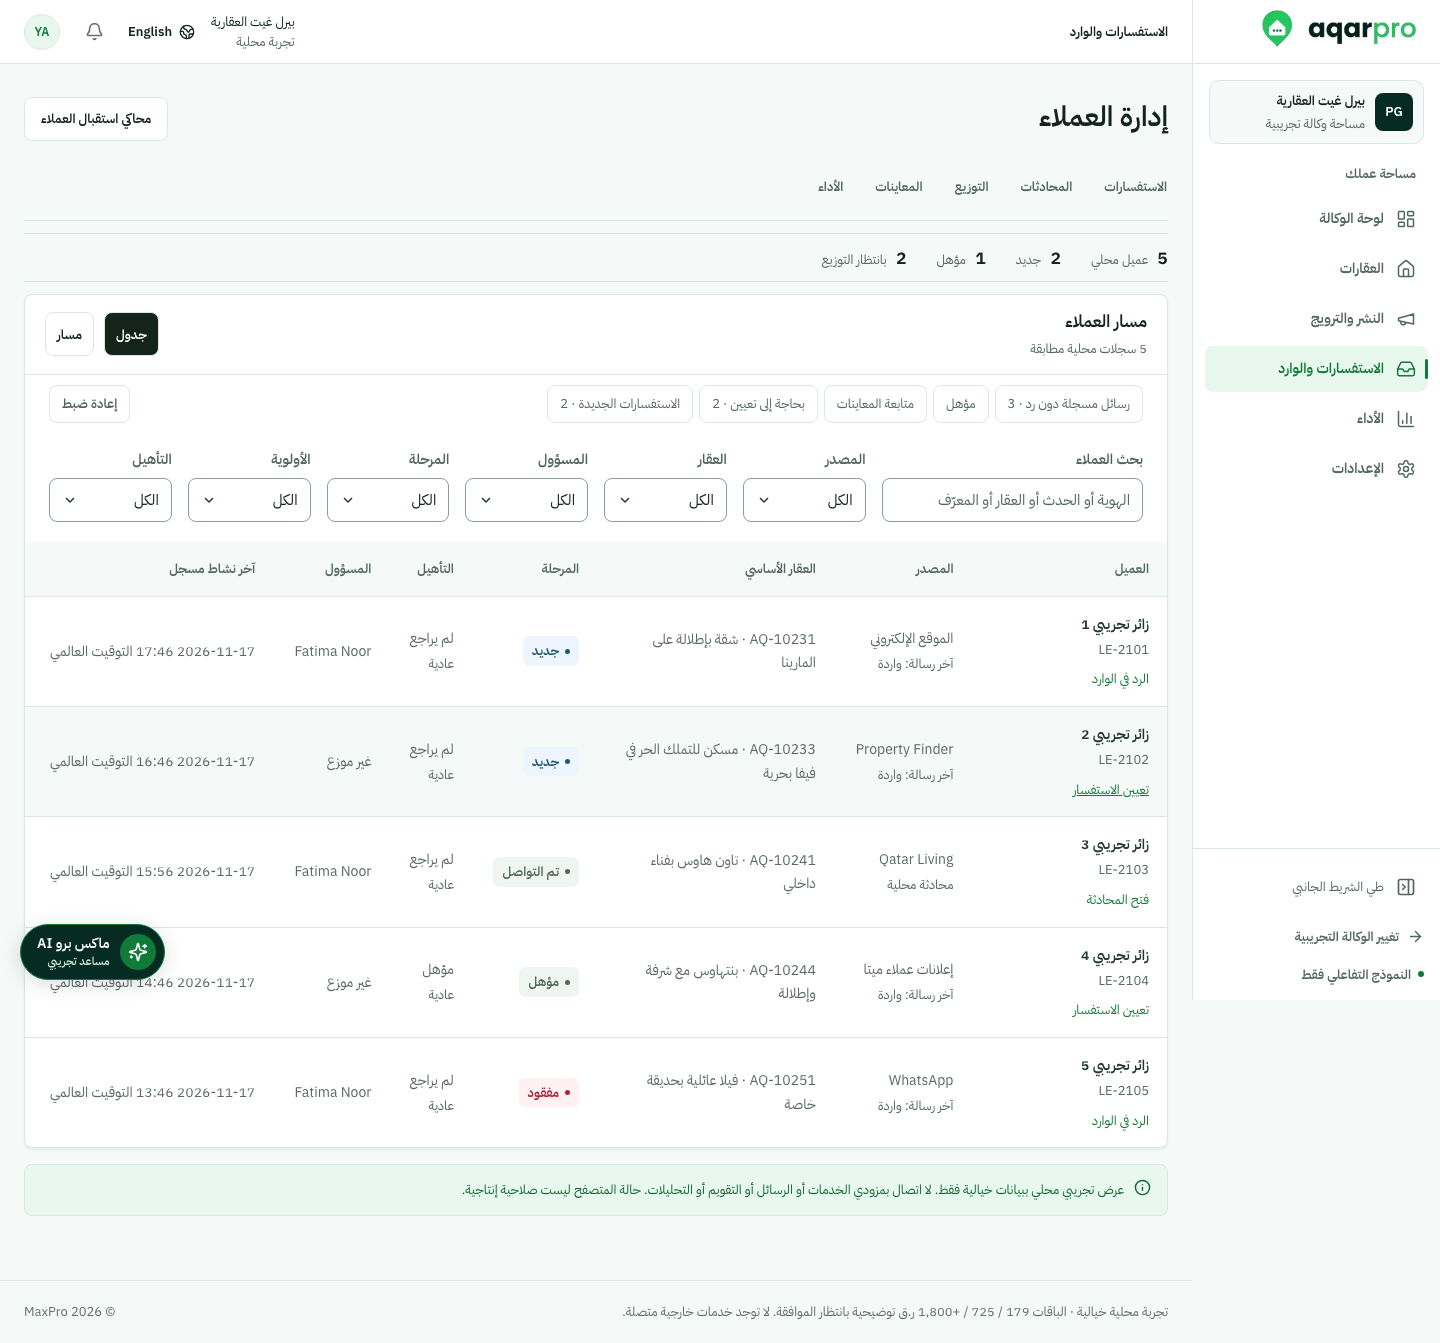 aqarpro
الاستفسارات والوارد
بيرل غيت العقارية
تجربة محلية
English
YA
PG
بيرل غيت العقارية
مساحة وكالة تجريبية
مساحة عملك
لوحة الوكالة
العقارات
النشر والترويج
الاستفسارات والوارد
الأداء
الإعدادات
طي الشريط الجانبي
تغيير الوكالة التجريبية
النموذج التفاعلي فقط
إدارة العملاء
محاكي استقبال العملاء
الاستفسارات المحادثات التوزيع المعاينات الأداء
5 عميل محلي 2 جديد 1 مؤهل 2 بانتظار التوزيع
مسار العملاء
5 سجلات محلية مطابقة
جدول مسار
رسائل مسجلة دون رد · 3 مؤهل متابعة المعاينات بحاجة إلى تعيين · 2 الاستفسارات الجديدة · 2 إعادة ضبط
بحث العملاء المصدر العقار المسؤول المرحلة الأولوية التأهيل
الهوية أو الحدث أو العقار أو المعرّف الكل الكل الكل الكل الكل الكل
العميل المصدر العقار الأساسي المرحلة التأهيل المسؤول آخر نشاط مسجل
زائر تجريبي 1
LE-2101
الرد في الوارد
الموقع الإلكتروني
آخر رسالة: واردة
AQ-10231 · شقة بإطلالة على
المارينا
جديد
لم يراجع
عادية
Fatima Noor
2026-11-17 17:46 التوقيت العالمي
زائر تجريبي 2
LE-2102
تعيين الاستفسار
Property Finder
آخر رسالة: واردة
AQ-10233 · مسكن للتملك الحر في
فيفا بحرية
جديد
لم يراجع
عادية
غير موزع
2026-11-17 16:46 التوقيت العالمي
زائر تجريبي 3
LE-2103
فتح المحادثة
Qatar Living
محادثة محلية
AQ-10241 · تاون هاوس بفناء
داخلي
تم التواصل
لم يراجع
عادية
Fatima Noor
2026-11-17 15:56 التوقيت العالمي
زائر تجريبي 4
LE-2104
تعيين الاستفسار
إعلانات عملاء ميتا
آخر رسالة: واردة
AQ-10244 · بنتهاوس مع شرفة
وإطلالة
مؤهل
مؤهل
عادية
غير موزع
2026-11-17 14:46 التوقيت العالمي
زائر تجريبي 5
LE-2105
الرد في الوارد
WhatsApp
آخر رسالة: واردة
AQ-10251 · فيلا عائلية بحديقة
خاصة
مفقود
لم يراجع
عادية
Fatima Noor
2026-11-17 13:46 التوقيت العالمي
ماكس برو AI
مساعد تجريبي
عرض تجريبي محلي ببيانات خيالية فقط. لا اتصال بمزودي الخدمات أو الرسائل أو التقويم أو التحليلات. حالة المتصفح ليست صلاحية إنتاجية.
تجربة محلية خيالية · الباقات 179 / 725 / +1,800 ر.ق توضيحية بانتظار الموافقة. لا توجد خدمات خارجية متصلة.
© 2026 MaxPro